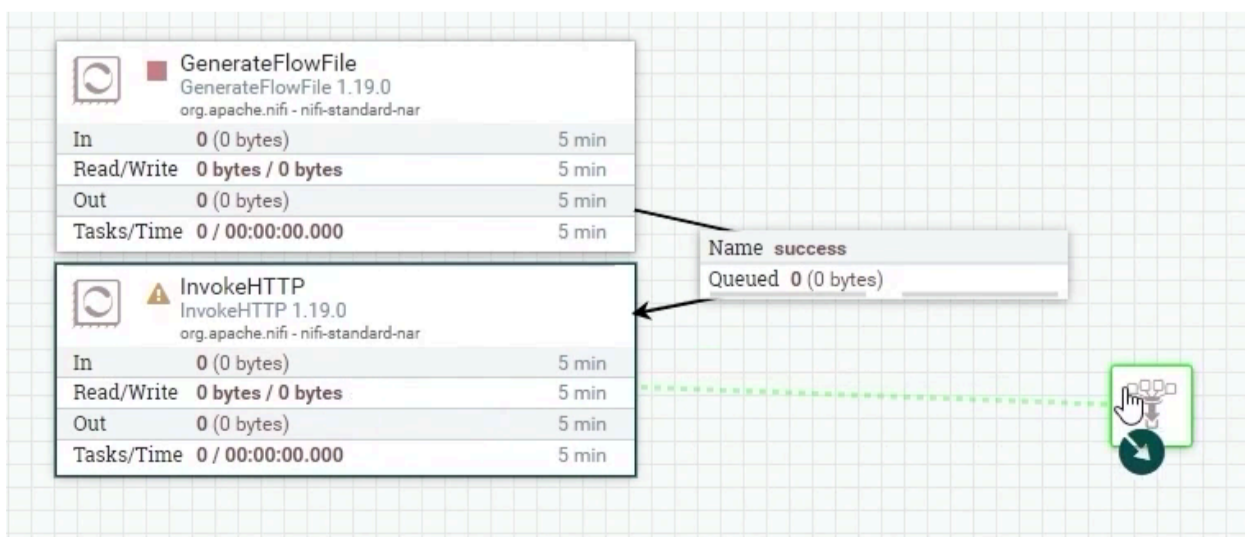 GenerateFlowFile
GenerateFlowFile 1.19.0
org.apache.nifi - nifi-standard-nar
In 0 (0 bytes) 5 min
Read/Write 0 bytes / 0 bytes 5 min
Out 0 (0 bytes) 5 min
Tasks/Time 0 / 00:00:00.000 5 min
Name success
Queued 0 (0 bytes)
InvokeHTTP
InvokeHTTP 1.19.0
org.apache.nifi - nifi-standard-nar
In 0 (0 bytes) 5 min
Read/Write 0 bytes / 0 bytes 5 min
Out 0 (0 bytes) 5 min
Tasks/Time 0 / 00:00:00.000 5 min